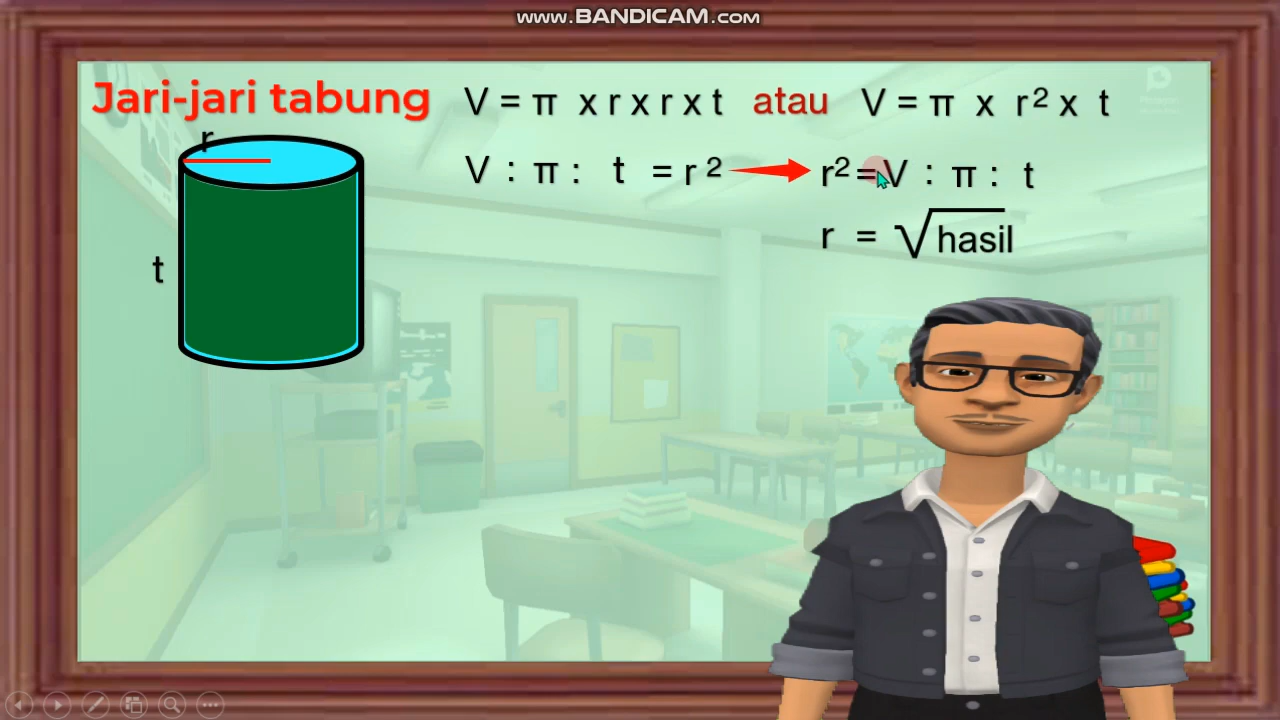 www.BANDICAM.com
Jari-jari tabung
V = π x r x r x t atau V = π x r² x t
r
V : π : t = r² r² = V : π : t
r = √hasil
t